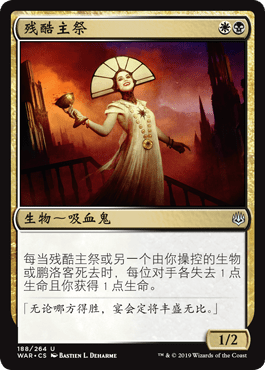 残酷主祭
生物～吸血鬼
每当残酷主祭或另一个由你操控的生物
或鹏洛客死去时，每位对手各失去1点
生命且你获得1点生命。
「无论哪方得胜，宴会定将丰盛无比。」
1/2
188/264 U
WAR • CS BASTIEN L. DEHARME
™ & © 2019 Wizards of the Coast